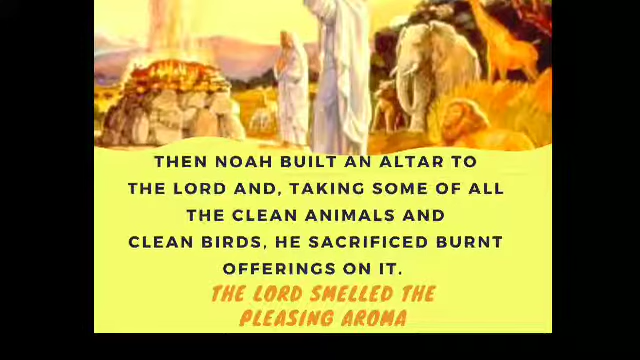 THEN NOAH BUILT AN ALTAR TO
THE LORD AND, TAKING SOME OF ALL
THE CLEAN ANIMALS AND
CLEAN BIRDS, HE SACRIFICED BURNT
OFFERINGS ON IT.
THE LORD SMELLED THE
PLEASING AROMA